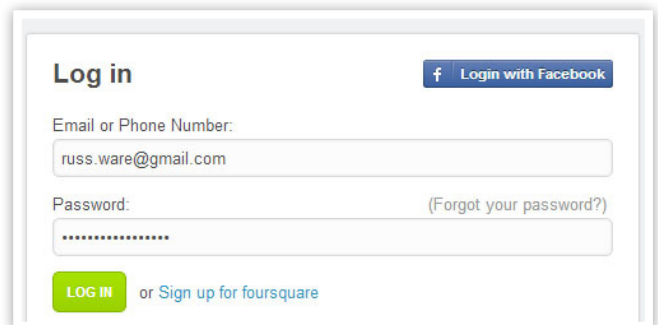 Log in
f Login with Facebook
Email or Phone Number:
russ.ware@gmail.com
Password: (Forgot your password?)
•••••••••••••••••
LOG IN or Sign up for foursquare